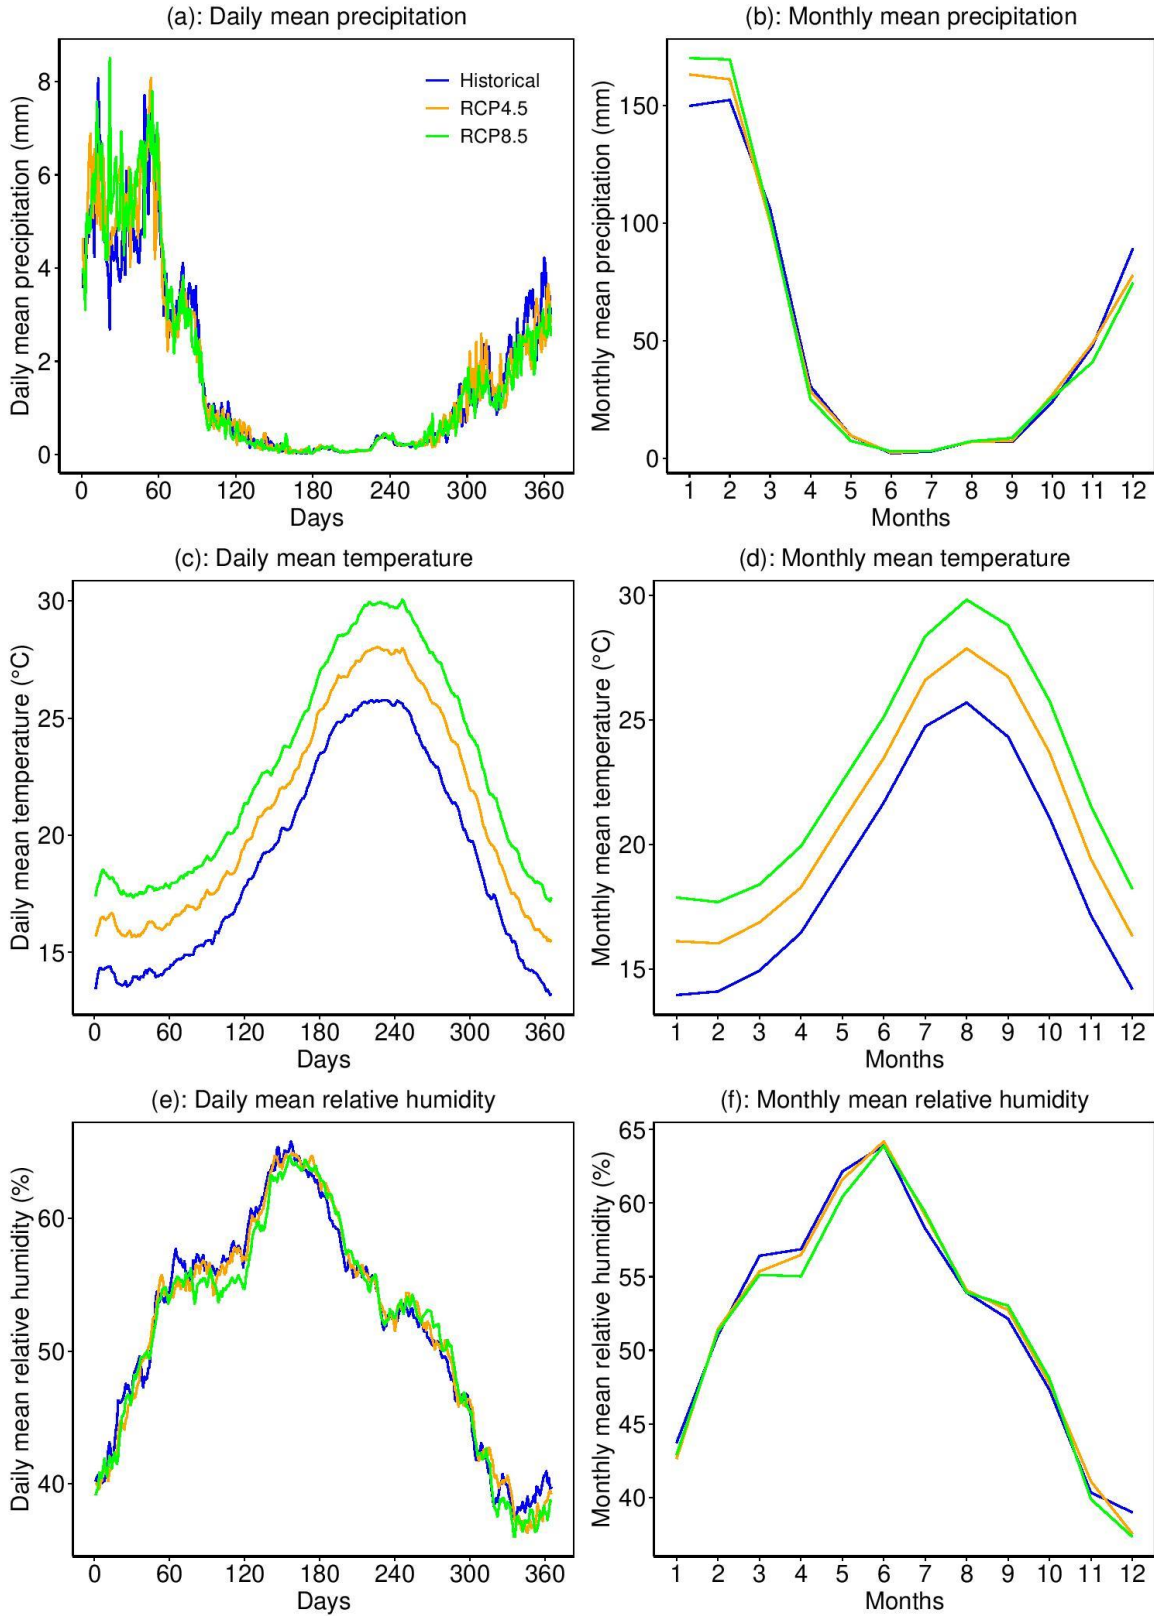 (a): Daily mean precipitation
Daily mean precipitation (mm)
8
6
4
2
0
Historical
RCP4.5
RCP8.5
0 60 120 180 240 300 360
Days
(b): Monthly mean precipitation
Monthly mean precipitation (mm)
150
100
50
0
1 2 3 4 5 6 7 8 9 10 11 12
Months
(c): Daily mean temperature
Daily mean temperature (°C)
30
25
20
15
0 60 120 180 240 300 360
Days
(d): Monthly mean temperature
Monthly mean temperature (°C)
30
25
20
15
1 2 3 4 5 6 7 8 9 10 11 12
Months
(e): Daily mean relative humidity
Daily mean relative humidity (%)
60
40
0 60 120 180 240 300 360
Days
(f): Monthly mean relative humidity
Monthly mean relative humidity (%)
65
60
55
50
45
40
1 2 3 4 5 6 7 8 9 10 11 12
Months